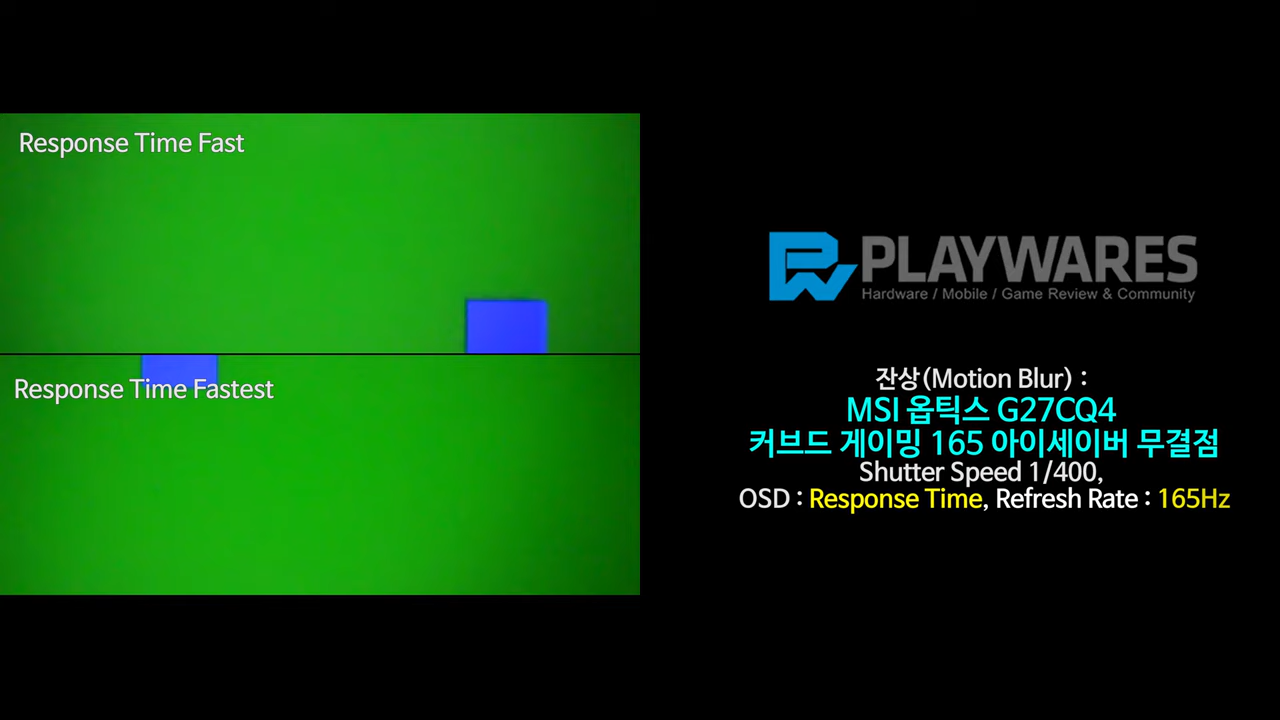 Response Time Fast
Response Time Fastest
PLAYWARES
Hardware / Mobile / Game Review & Community
잔상(Motion Blur) :
MSI 옵틱스 G27CQ4
커브드 게이밍 165 아이세이버 무결점
Shutter Speed 1/400,
OSD : Response Time, Refresh Rate : 165Hz